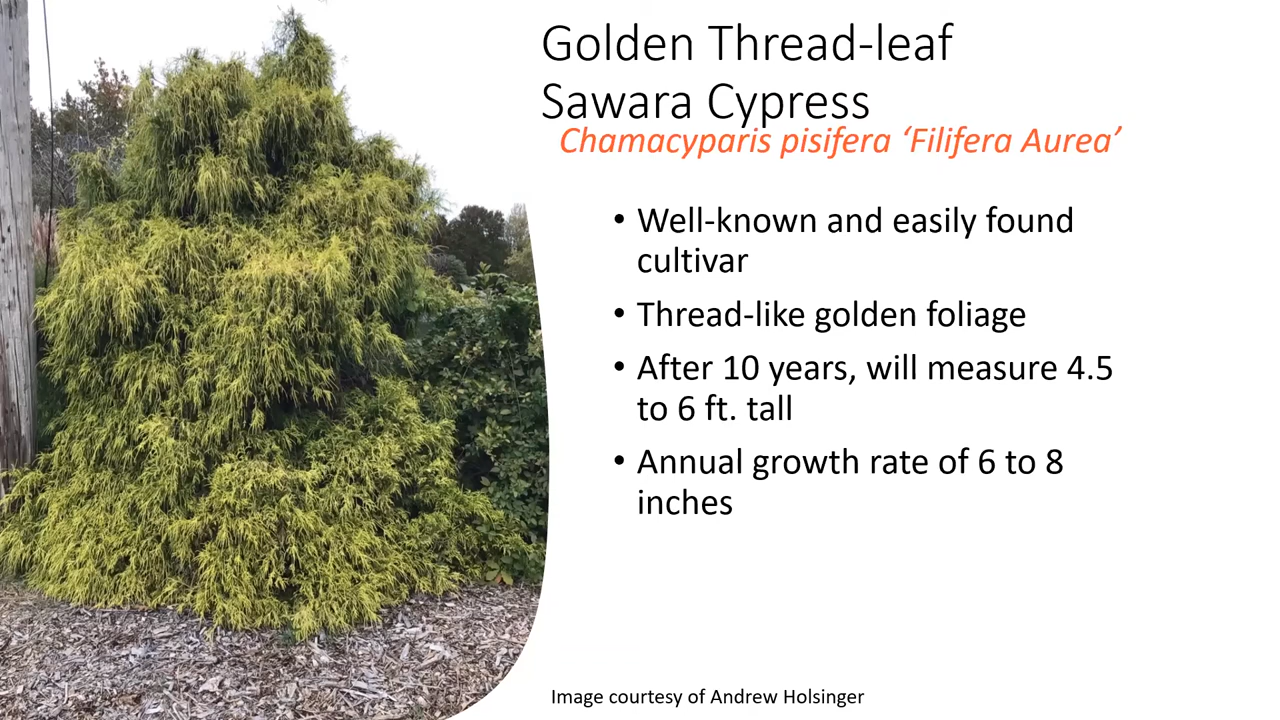 Golden Thread-leaf
Sawara Cypress
Chamacyparis pisifera ‘Filifera Aurea’
• Well-known and easily found
cultivar
• Thread-like golden foliage
• After 10 years, will measure 4.5
to 6 ft. tall
• Annual growth rate of 6 to 8
inches
Image courtesy of Andrew Holsinger